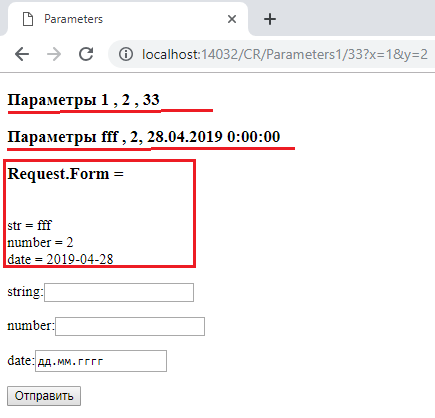 Parameters
localhost:14032/CR/Parameters1/33?x=1&y=2
Параметры 1 , 2 , 33
Параметры fff , 2, 28.04.2019 0:00:00
Request.Form =
str = fff
number = 2
date = 2019-04-28
string:
number:
date: дд.мм.гггг
Отправить